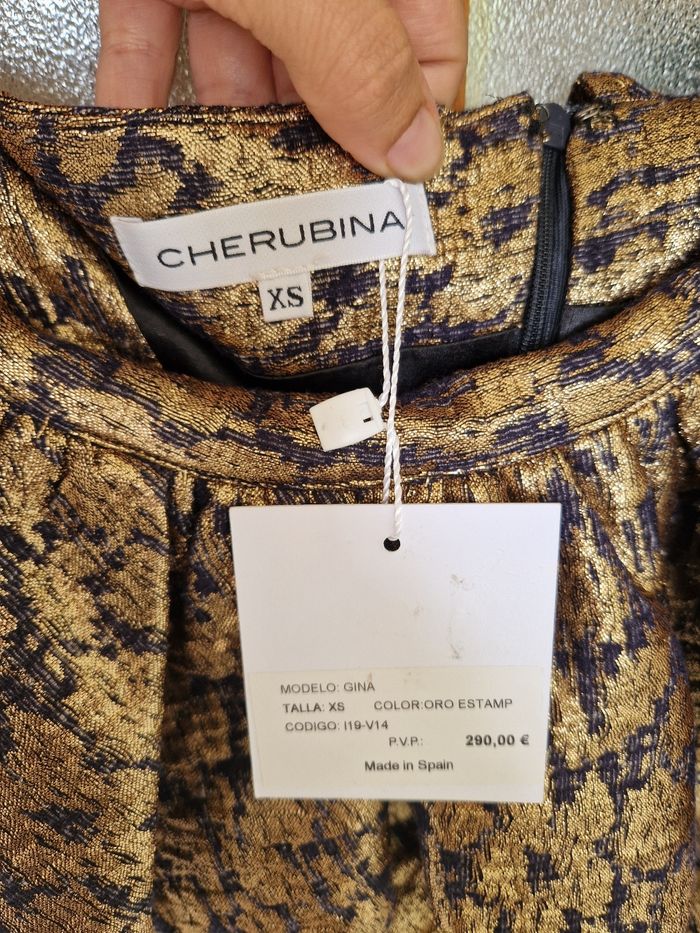 CHERUBINA
XS
MODELO: GINA
TALLA: XS COLOR:ORO ESTAMP
CODIGO: I19-V14
P.V.P.: 290,00 €
Made in Spain